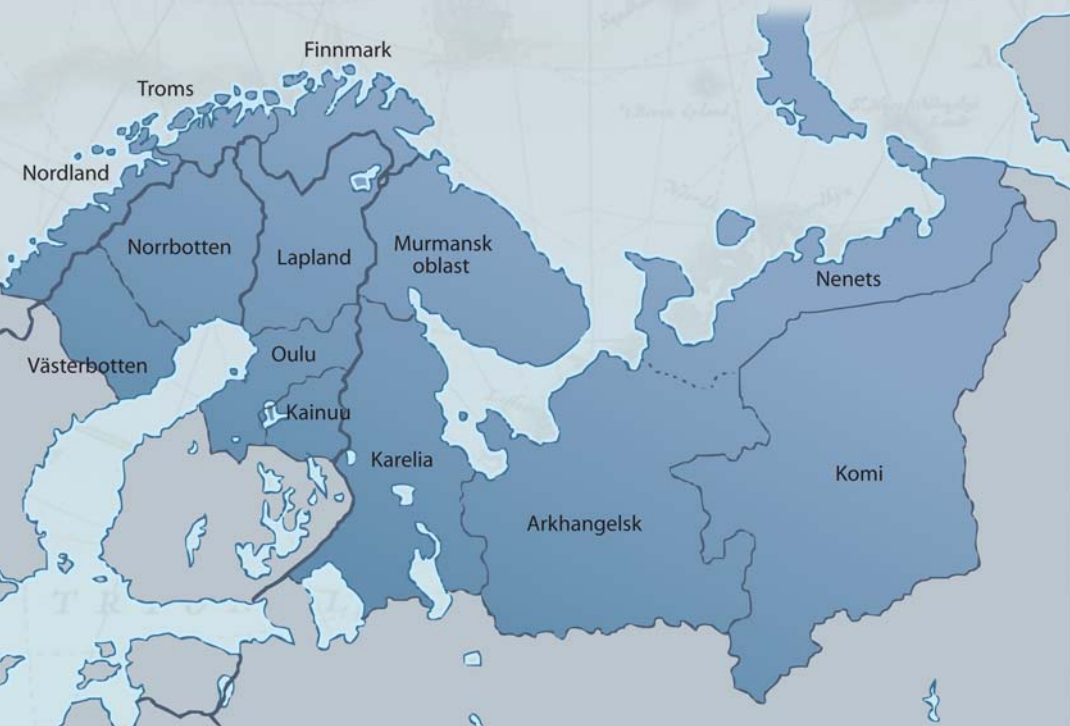 Finnmark
Troms
Nordland
Norrbotten
Lapland
Murmansk
oblast
Nenets
Västerbotten
Oulu
Kainuu
Karelia
Komi
Arkhangelsk